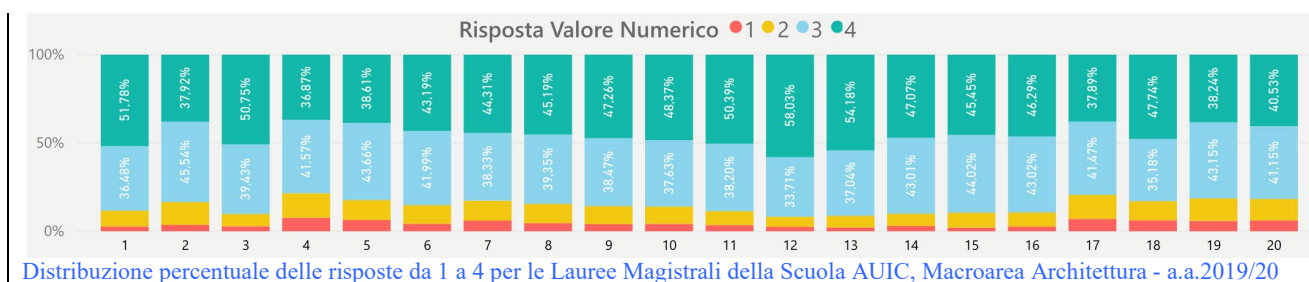 Risposta Valore Numerico 1 2 3 4
100%
50%
0%
51,78% 37,92% 50,75% 36,87% 38,61% 43,19% 44,31% 45,19% 47,26% 48,37% 50,39% 58,03% 54,18% 47,07% 45,45% 46,29% 37,89% 47,74% 38,24% 40,53%
36,48% 45,54% 39,43% 41,57% 43,66% 41,99% 38,33% 39,35% 38,47% 37,63% 38,20% 33,71% 37,04% 43,01% 44,02% 43,02% 41,47% 35,18% 43,15% 41,15%
1 2 3 4 5 6 7 8 9 10 11 12 13 14 15 16 17 18 19 20
Distribuzione percentuale delle risposte da 1 a 4 per le Lauree Magistrali della Scuola AUIC, Macroarea Architettura - a.a.2019/20